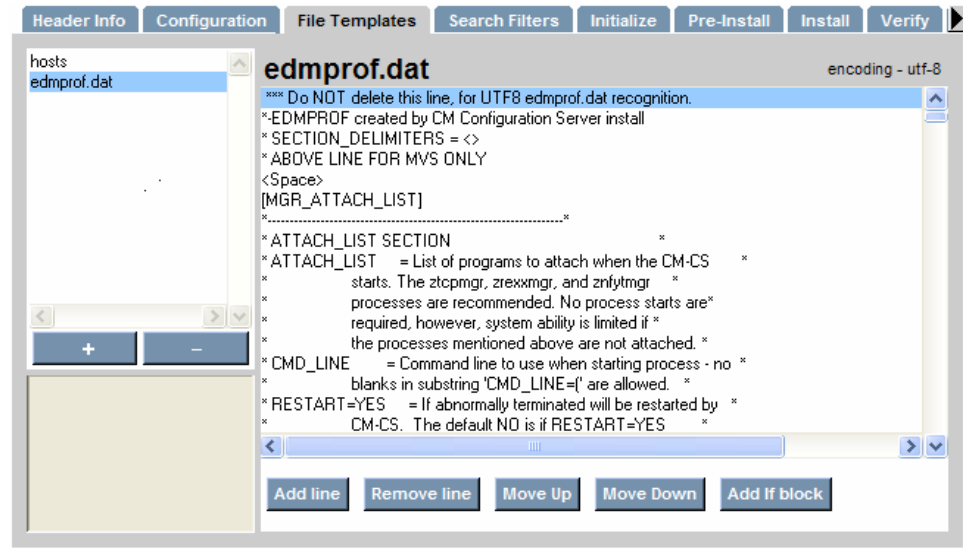 Header Info Configuration File Templates Search Filters Initialize Pre-Install Install Verify
hosts
edmprof.dat
+ –
edmprof.dat encoding - utf-8
*** Do NOT delete this line, for UTF8 edmprof.dat recognition.
*-EDMPROF created by CM Configuration Server install
* SECTION_DELIMITERS = <>
* ABOVE LINE FOR MVS ONLY
<Space>
[MGR_ATTACH_LIST]
*--------------------------------------------------------------------*
* ATTACH_LIST SECTION *
* ATTACH_LIST = List of programs to attach when the CM-CS *
* starts. The ztcpmgr, zrexxmgr, and znfytmgr *
* processes are recommended. No process starts are*
* required, however, system ability is limited if *
* the processes mentioned above are not attached. *
* CMD_LINE = Command line to use when starting process - no *
* blanks in substring 'CMD_LINE=(' are allowed. *
* RESTART=YES = If abnormally terminated will be restarted by *
* CM-CS. The default NO is if RESTART=YES *
Add line Remove line Move Up Move Down Add If block